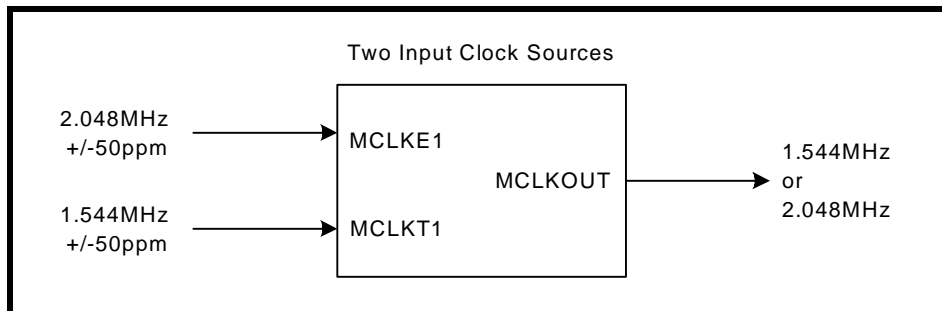 Two Input Clock Sources
2.048MHz
+/-50ppm
MCLKE1
MCLKOUT
1.544MHz
or
2.048MHz
1.544MHz
+/-50ppm
MCLKT1